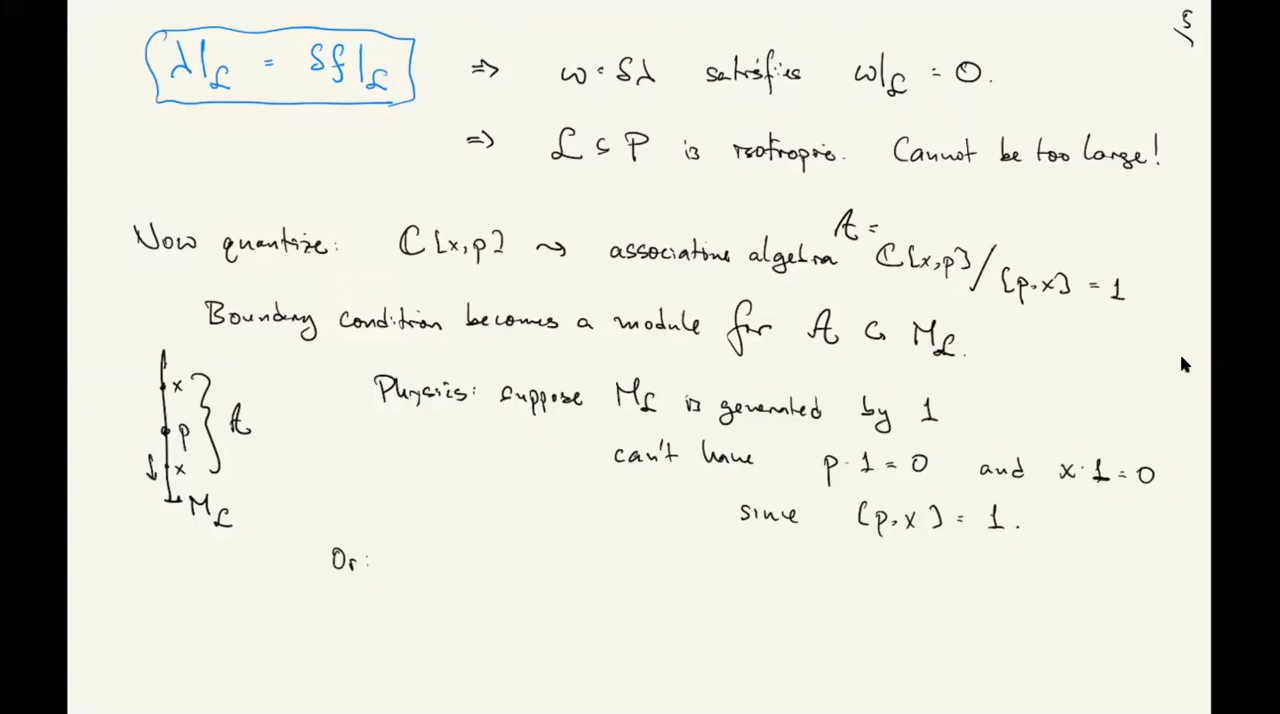 5
λ|_ℒ = δf|_ℒ ⇒ ω = δλ satisfies ω|_ℒ = 0.
⇒ ℒ ⊆ P is isotropic. Cannot be too large!
Now quantize: ℂ[x,p] ⇝ associative algebra A = ℂ[x,p]/[p,x] = 1
Boundary condition becomes a module for A ↻ M_ℒ.
x
p } A
↓ x
M_ℒ
Physics: suppose M_ℒ is generated by 1
can't have p·1 = 0 and x·1 = 0
since [p,x] = 1.
Or: